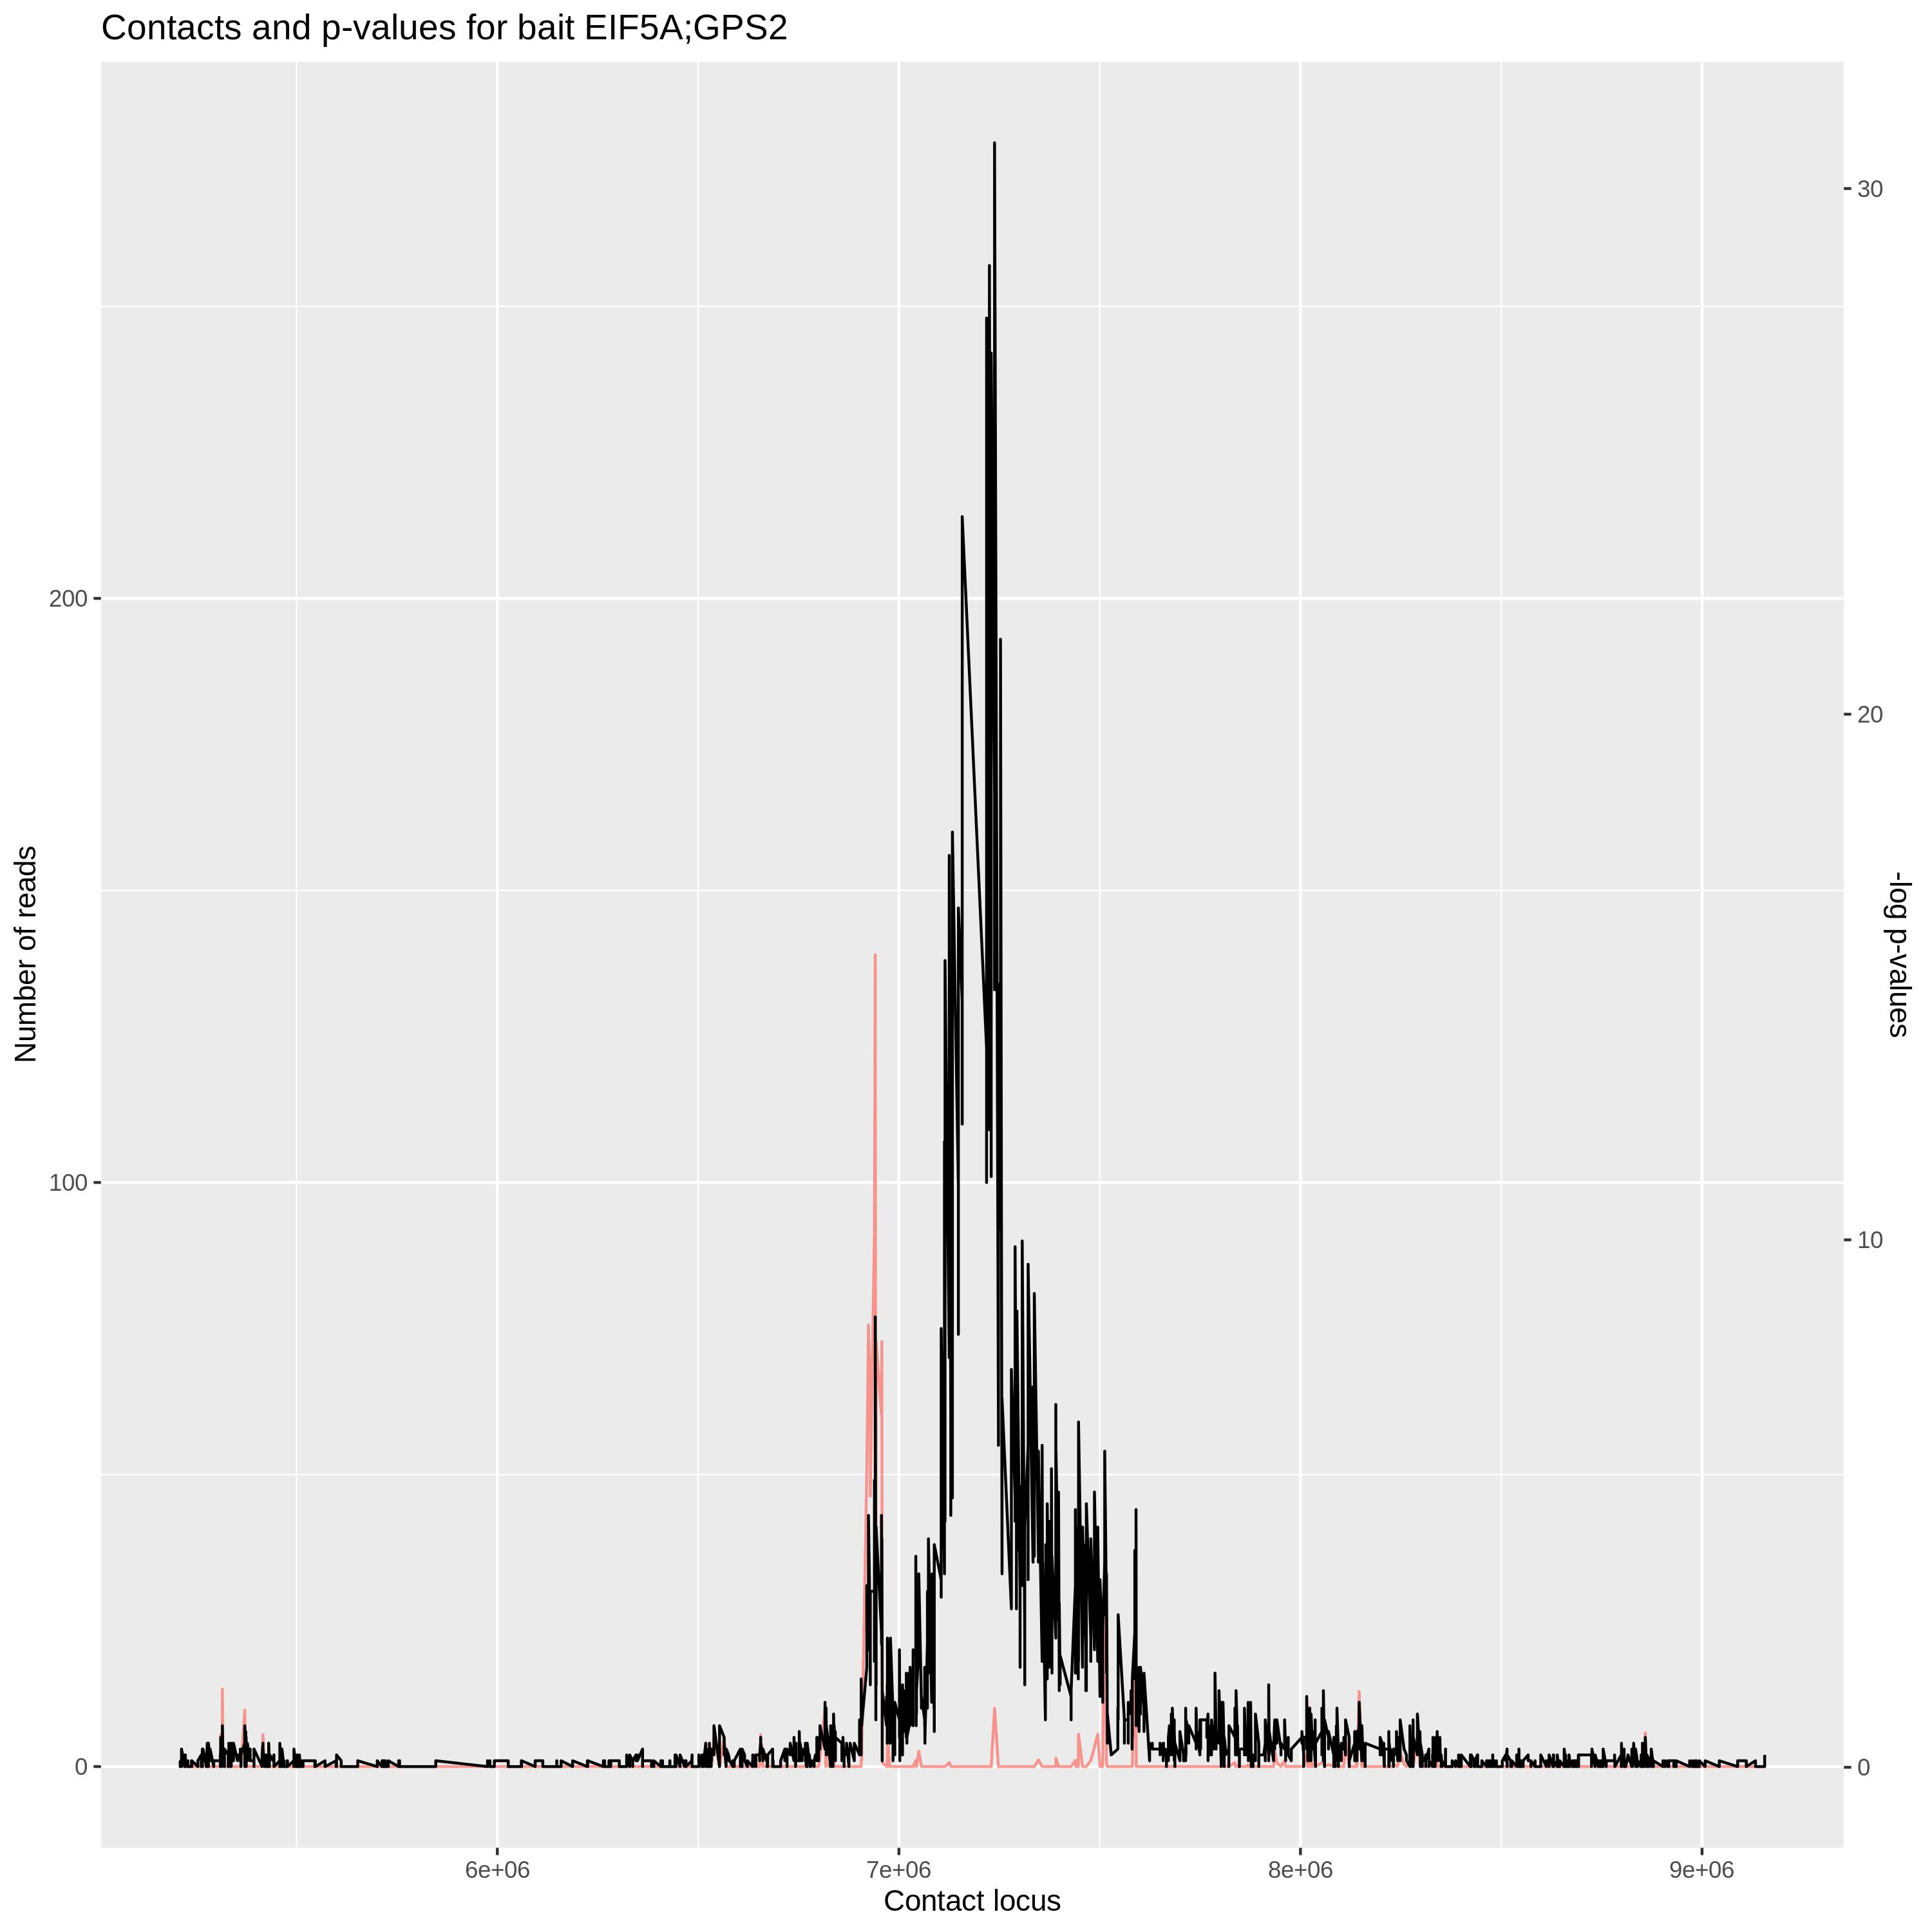 Contacts and p-values for bait EIF5A;GPS2
30
200
20
Number of reads
-log p-values
100
10
0
0
6e+06
7e+06
8e+06
9e+06
Contact locus